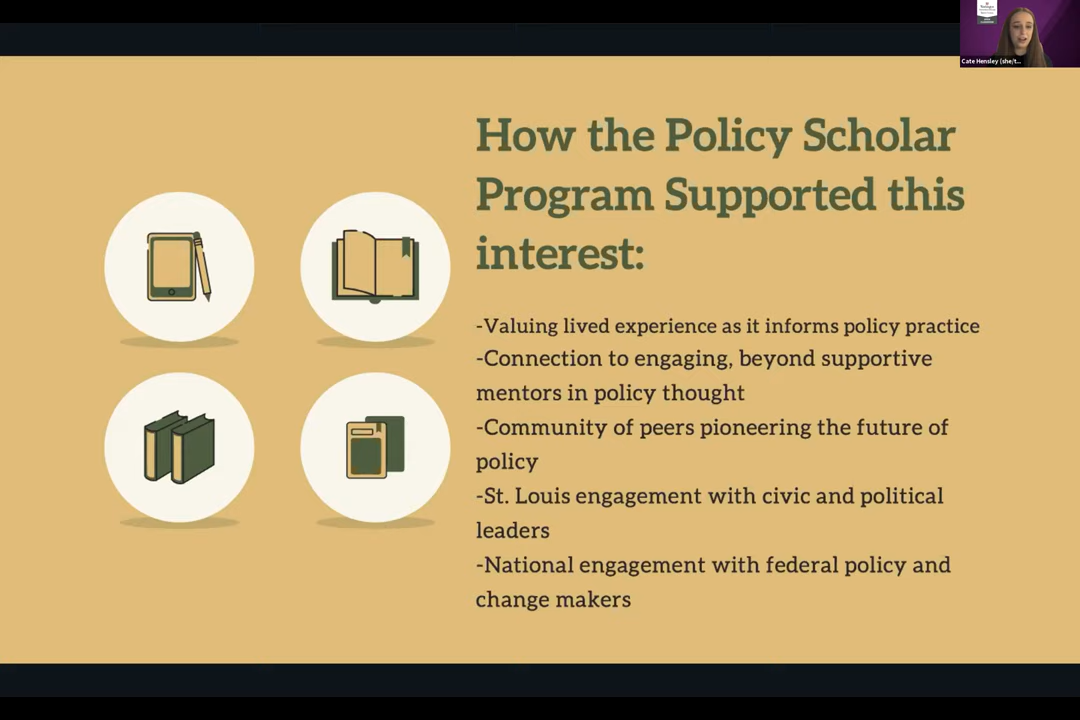 Cate Hensley (she/t...
How the Policy Scholar
Program Supported this
interest:
-Valuing lived experience as it informs policy practice
-Connection to engaging, beyond supportive
mentors in policy thought
-Community of peers pioneering the future of
policy
-St. Louis engagement with civic and political
leaders
-National engagement with federal policy and
change makers